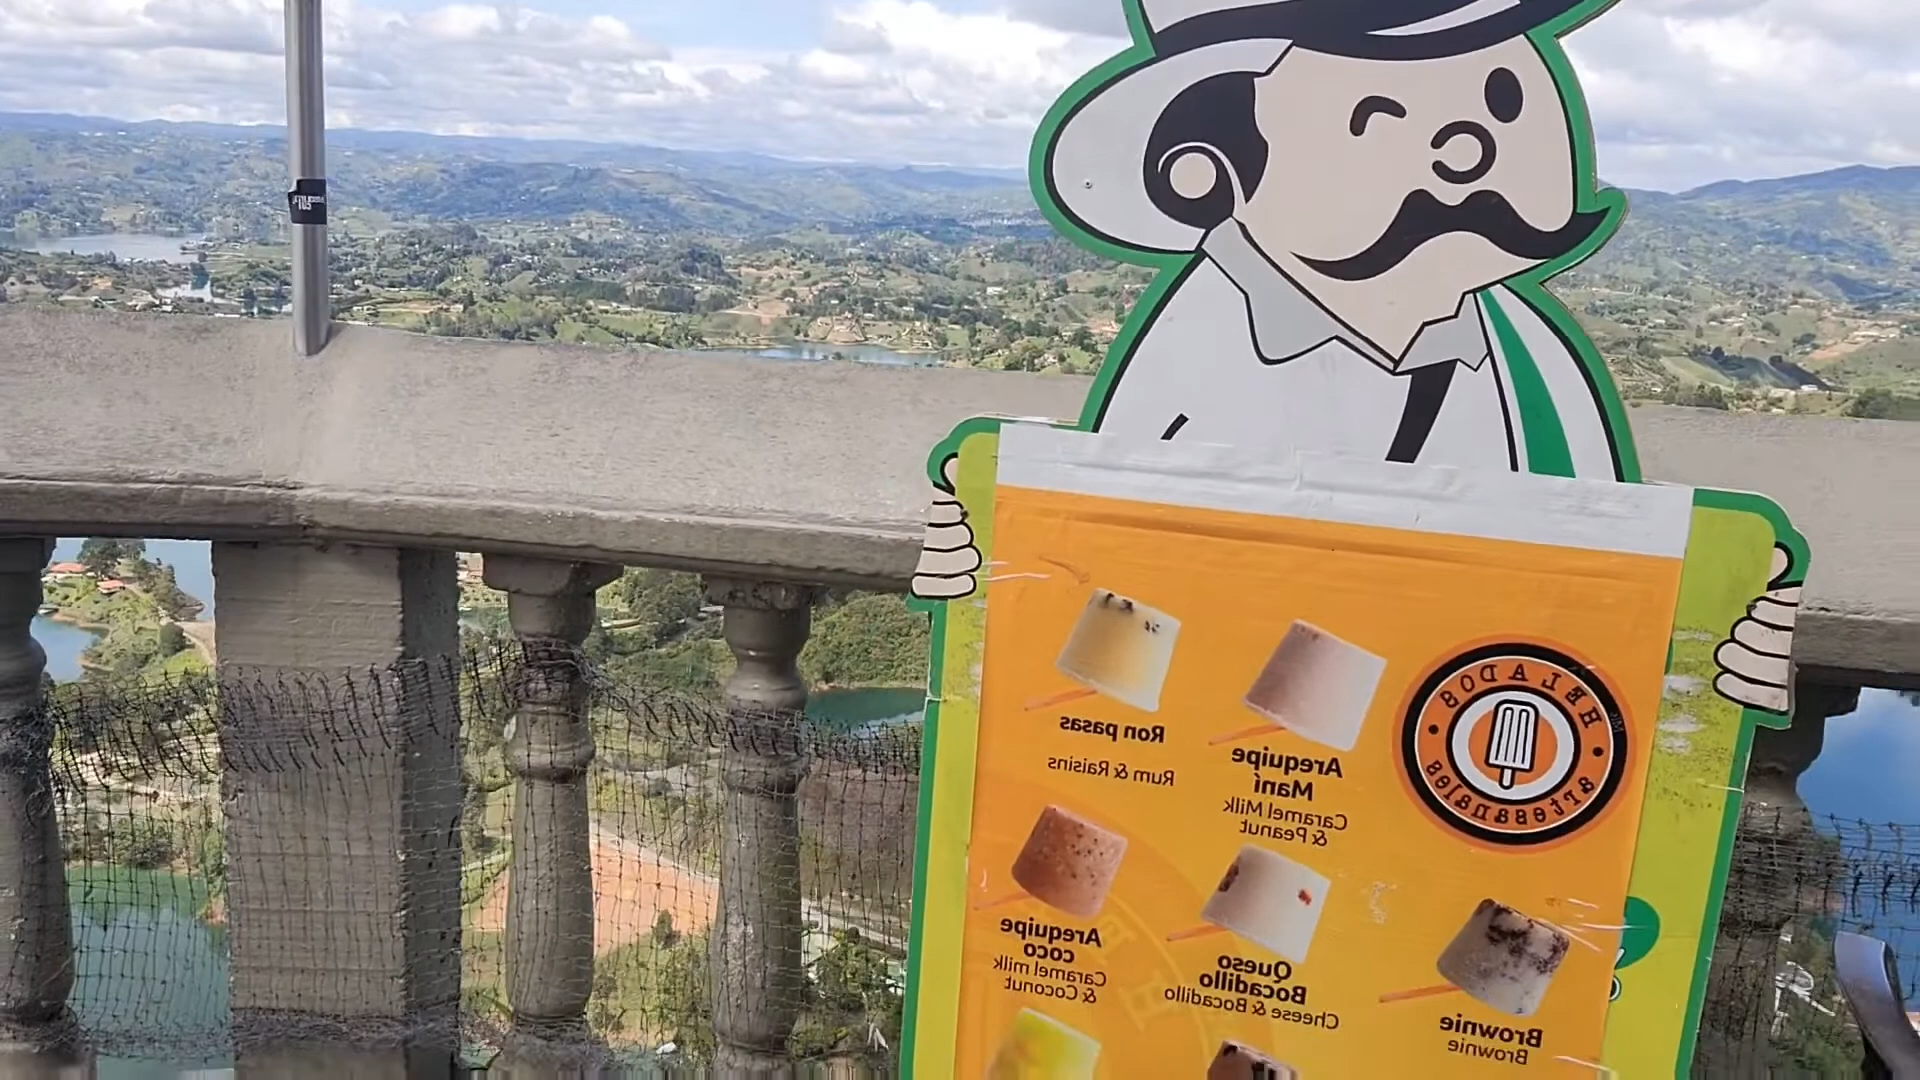 HELADOS
artesanales
Ron pasas
Rum & Raisins
Arequipe
Maní
Caramel Milk
& Peanut
Arequipe
coco
Caramel milk
& Coconut
Queso
Bocadillo
Cheese & Bocadillo
Brownie
Brownie